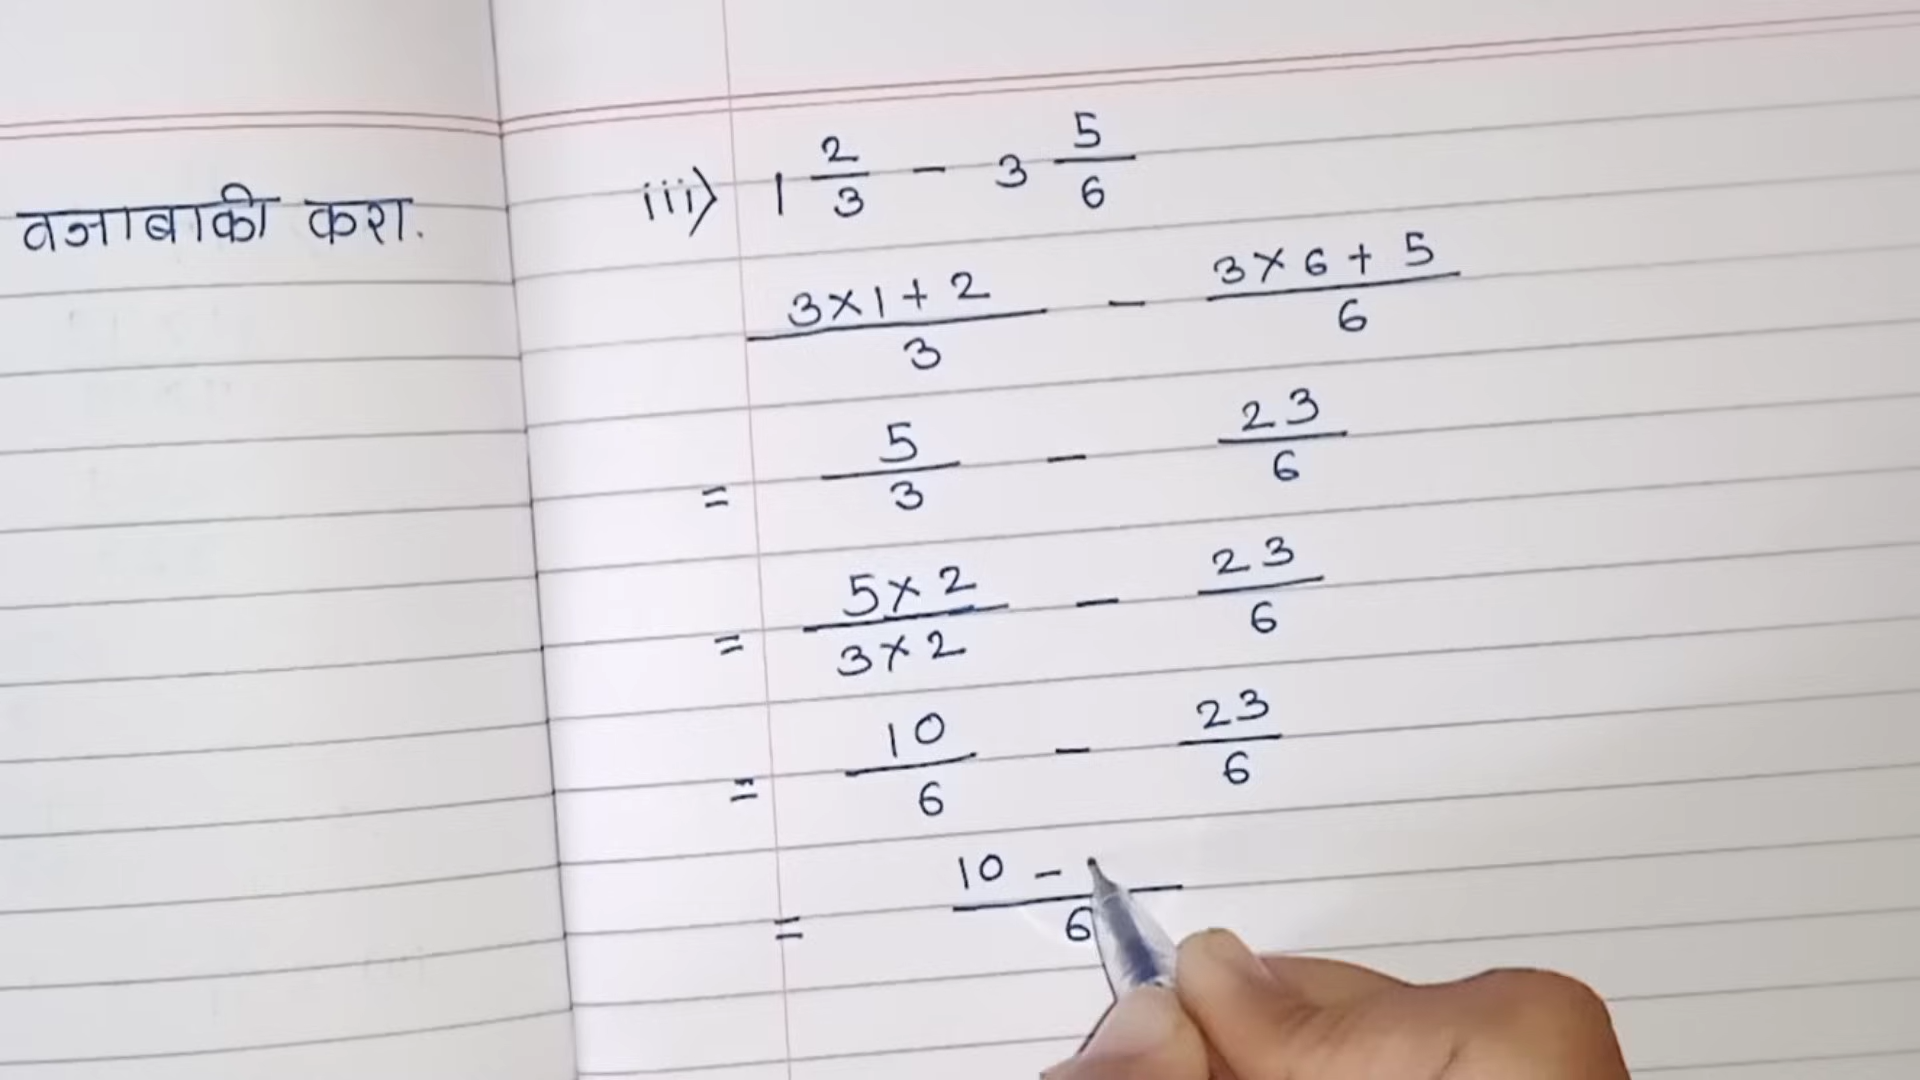 वजाबाकी करा.
iii) 1 2/3 - 3 5/6
3×1+2/3 - 3×6+5/6
= 5/3 - 23/6
= 5×2/3×2 - 23/6
= 10/6 - 23/6
= 10 - /6